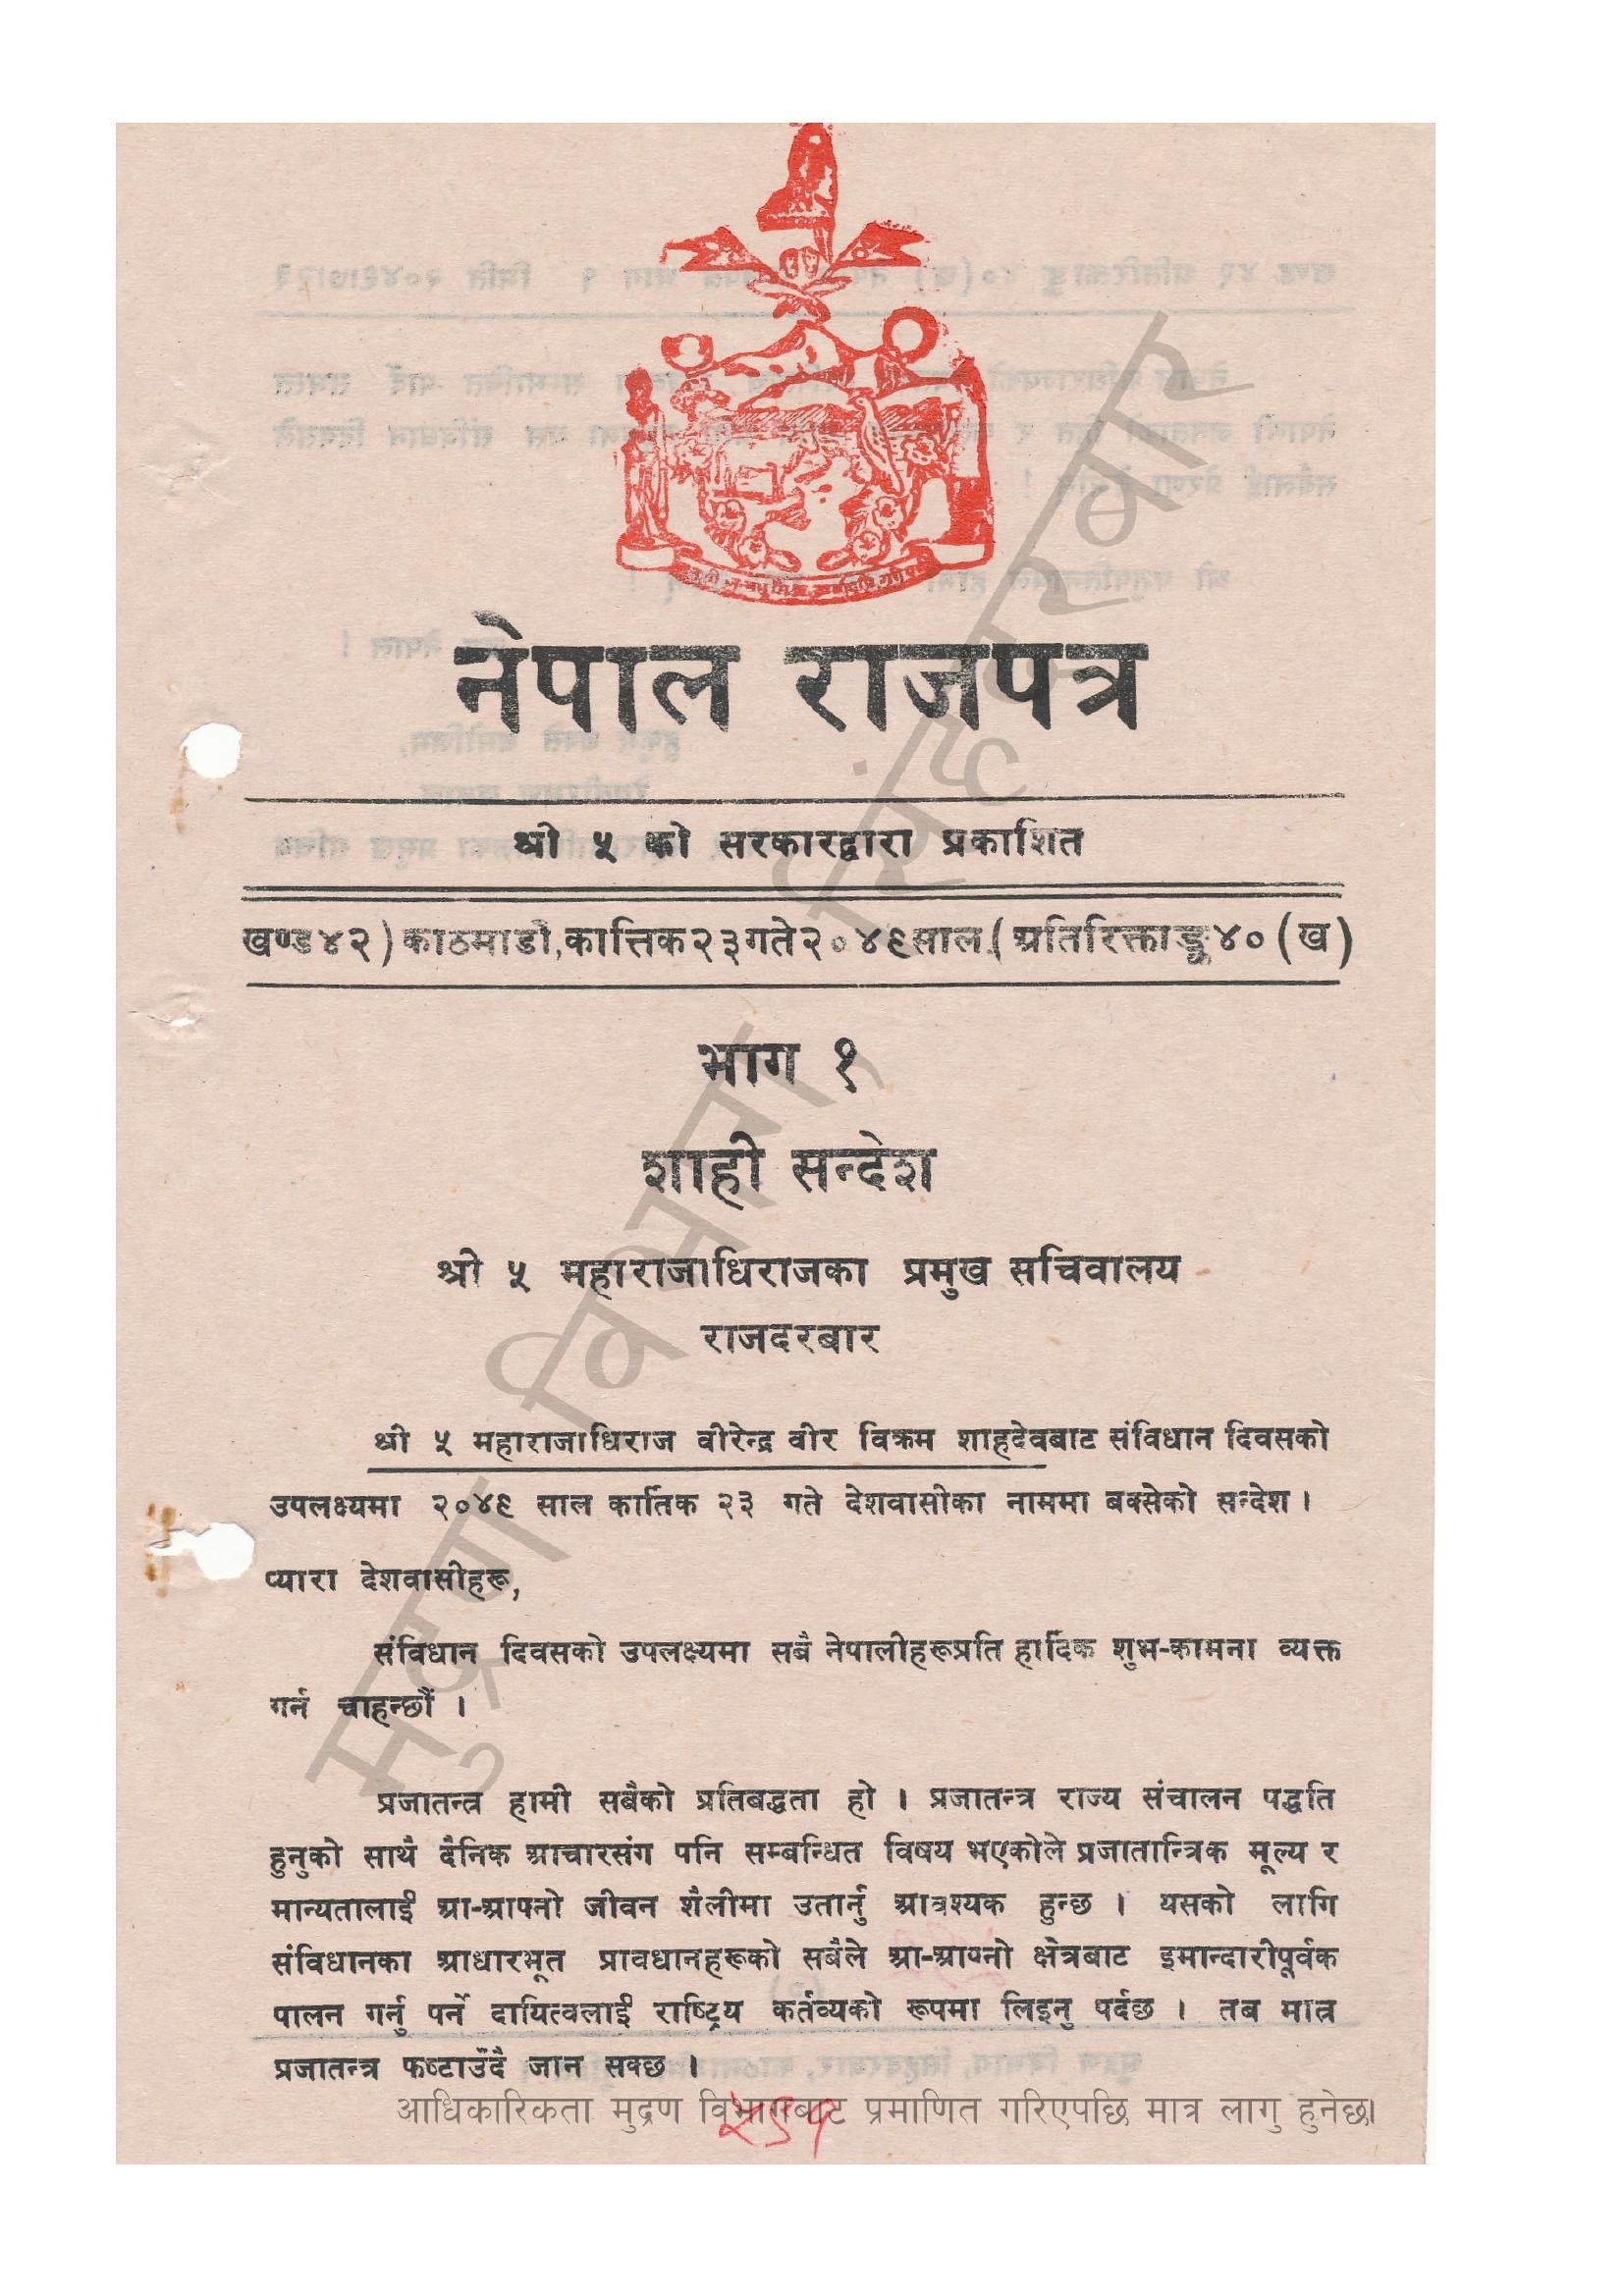 नेपाल राजपत्र
श्री ५ को सरकारद्वारा प्रकाशित
खण्ड ४२) काठमाडौं, कात्तिक २३ गते २०४९ साल (अतिरिक्ताङ्क ४० (ख)
भाग १
शाही सन्देश
श्री ५ महाराजाधिराजका प्रमुख सचिवालय
राजदरबार
श्री ५ महाराजाधिराज वीरेन्द्र वीर विक्रम शाहदेवबाट संविधान दिवसको
उपलक्ष्यमा २०४९ साल कार्तिक २३ गते देशवासीका नाममा बक्सेको सन्देश ।
प्यारा देशवासीहरू,
संविधान दिवसको उपलक्ष्यमा सबै नेपालीहरूप्रति हार्दिक शुभ-कामना व्यक्त
गर्न चाहन्छौं ।
प्रजातन्त्र हामी सबैको प्रतिबद्धता हो । प्रजातन्त्र राज्य संचालन पद्धति
हुनुको साथै दैनिक आचारसंग पनि सम्बन्धित विषय भएकोले प्रजातान्त्रिक मूल्य र
मान्यतालाई आ-आफ्नो जीवन शैलीमा उतार्नु आवश्यक हुन्छ । यसको लागि
संविधानका आधारभूत प्रावधानहरूको सबैले आ-आफ्नो क्षेत्रबाट इमान्दारीपूर्वक
पालन गर्नु पर्ने दायित्वलाई राष्ट्रिय कर्तव्यको रूपमा लिइनु पर्दछ । तब मात्र
प्रजातन्त्र फष्टाउँदै जान सक्छ ।
आधिकारिकता मुद्रण विभागबाट प्रमाणित गरिएपछि मात्र लागु हुनेछ।
मुद्रण विभाग, सिंहदरबार